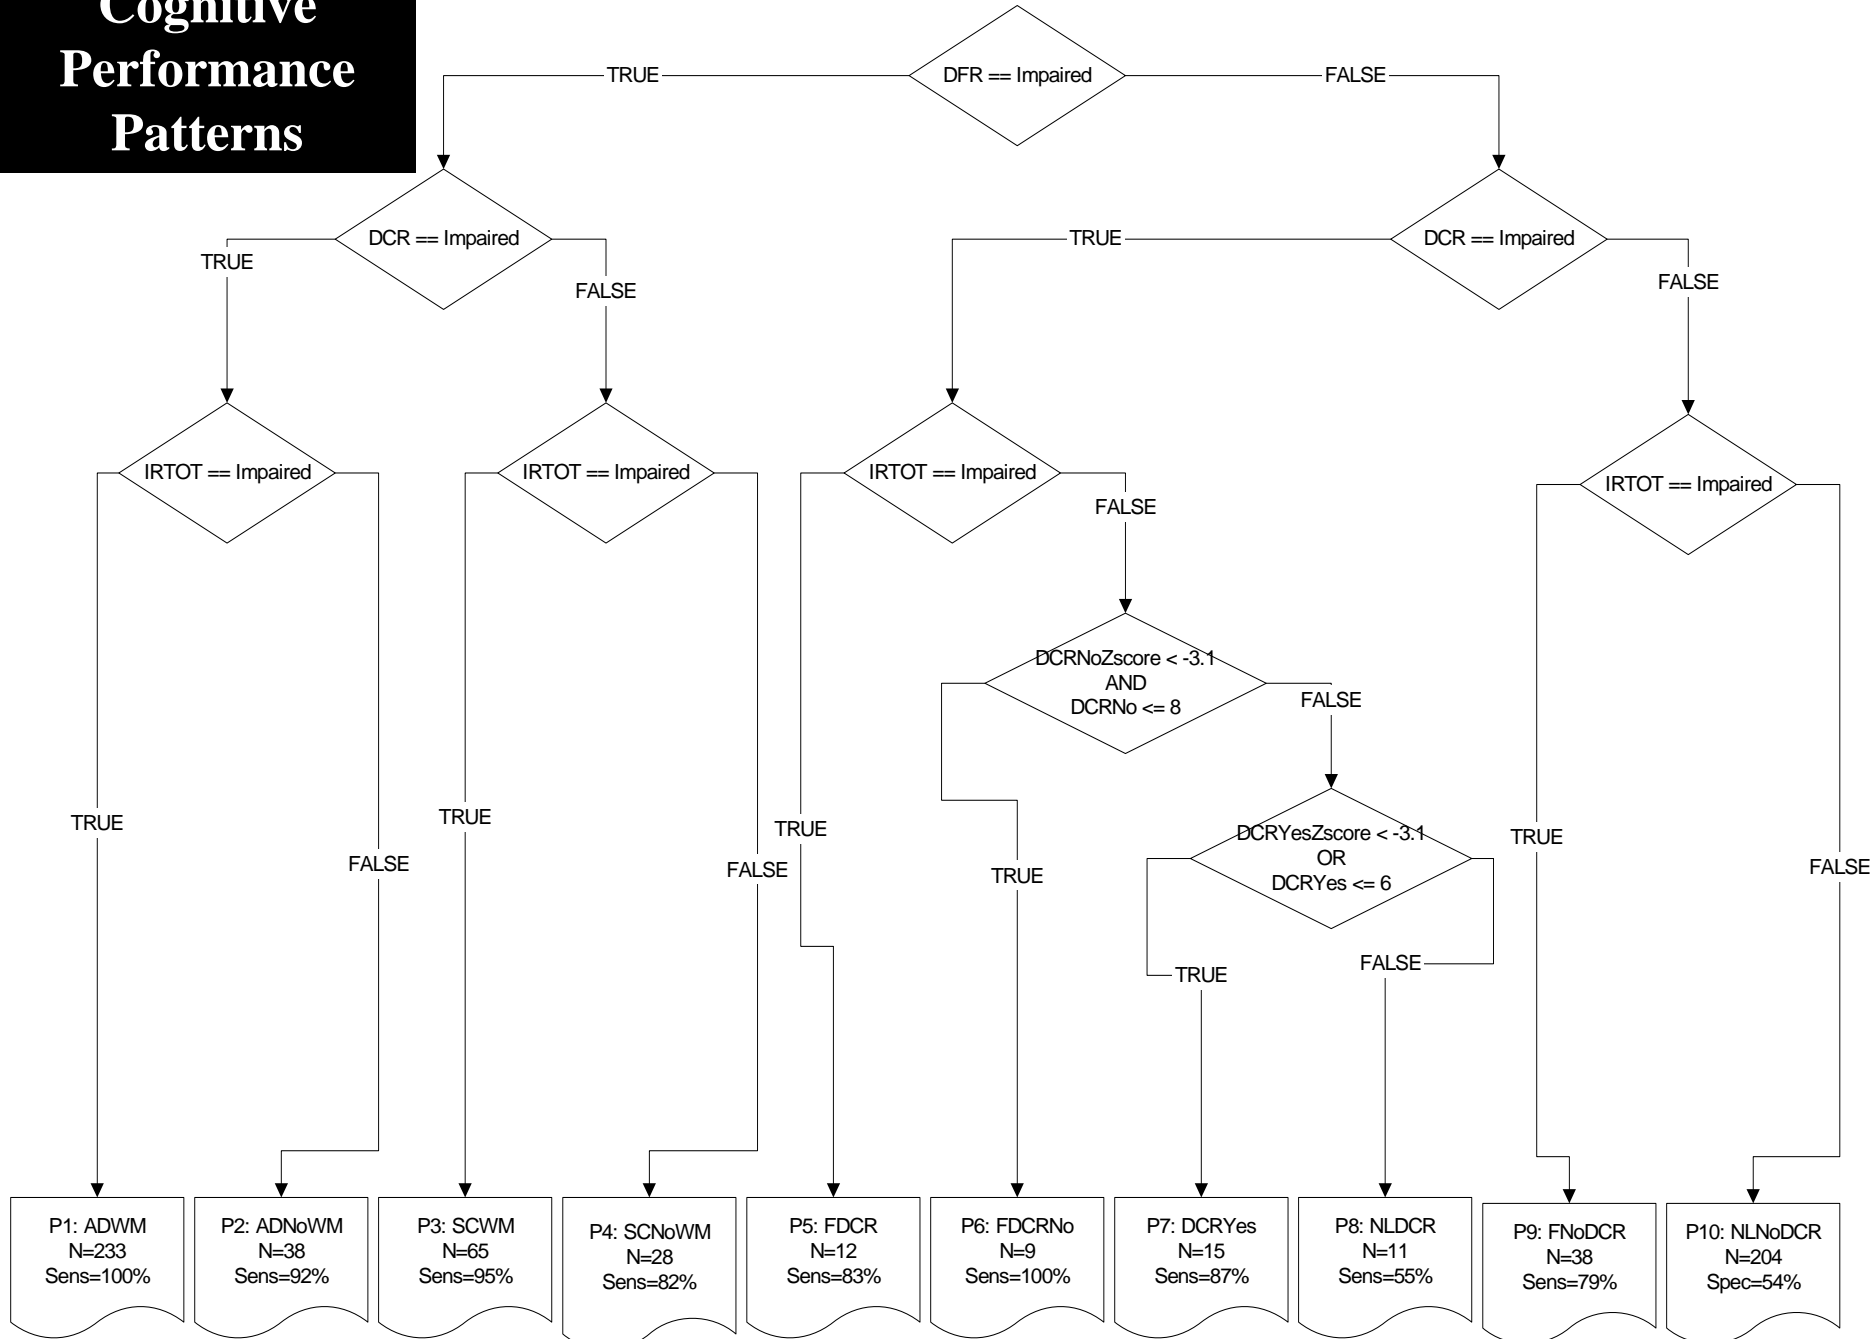 Cognitive
Performance
Patterns
DFR == Impaired
TRUE
FALSE
DCR == Impaired
DCR == Impaired
TRUE
FALSE
TRUE
FALSE
IRTOT == Impaired
IRTOT == Impaired
IRTOT == Impaired
IRTOT == Impaired
FALSE
DCRNoZscore < -3.1
AND
DCRNo <= 8
FALSE
TRUE
TRUE
TRUE
DCRYesZscore < -3.1
OR
DCRYes <= 6
TRUE
FALSE
FALSE
TRUE
FALSE
TRUE
FALSE
P1: ADWM
N=233
Sens=100%
P2: ADNoWM
N=38
Sens=92%
P3: SCWM
N=65
Sens=95%
P4: SCNoWM
N=28
Sens=82%
P5: FDCR
N=12
Sens=83%
P6: FDCRNo
N=9
Sens=100%
P7: DCRYes
N=15
Sens=87%
P8: NLDCR
N=11
Sens=55%
P9: FNoDCR
N=38
Sens=79%
P10: NLNoDCR
N=204
Spec=54%